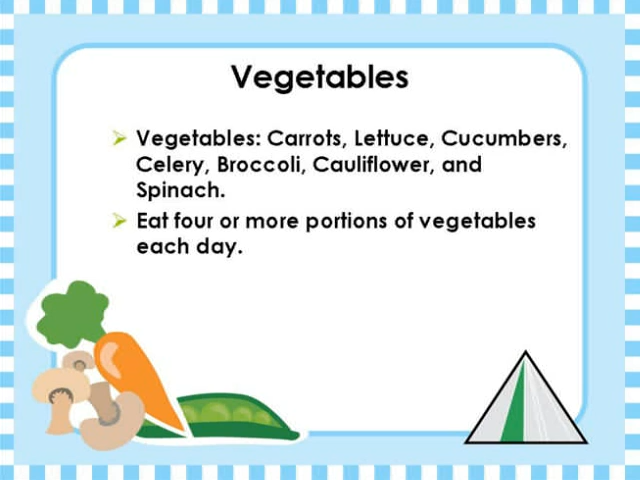 Vegetables
Vegetables: Carrots, Lettuce, Cucumbers,
Celery, Broccoli, Cauliflower, and
Spinach.
Eat four or more portions of vegetables
each day.